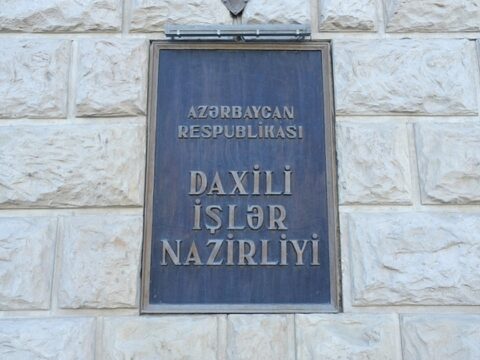 AZƏRBAYCAN
RESPUBLİKASI
DAXİLİ
İŞLƏR
NAZİRLİYİ